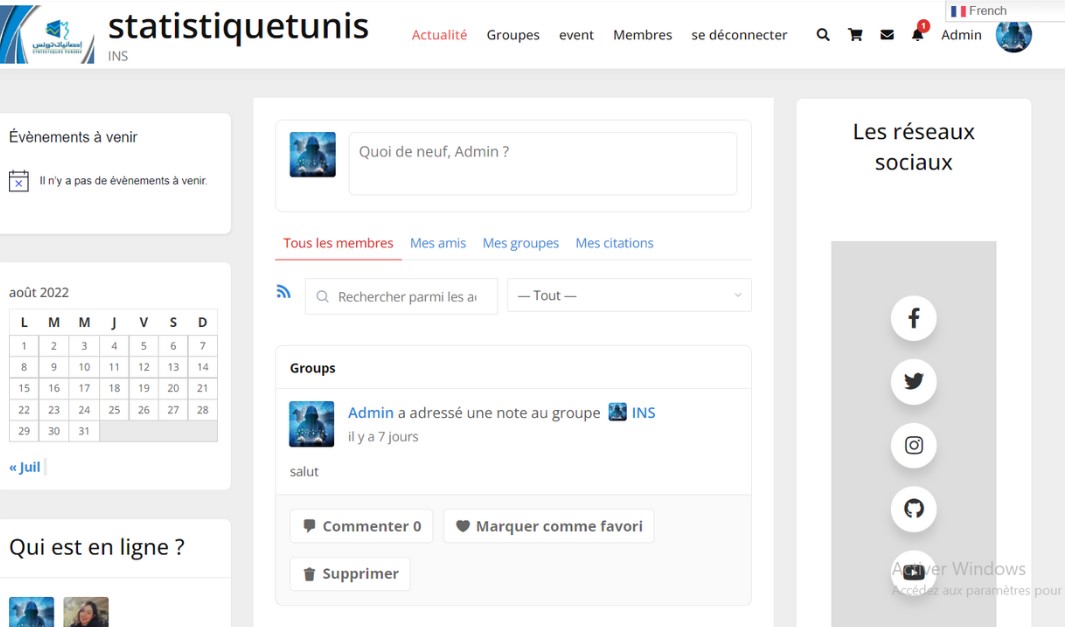 French
statistiquetunis
INS
إحصائيات تونس
Actualité Groupes event Membres se déconnecter 1 Admin
Évènements à venir
Il n'y a pas de évènements à venir.
août 2022
L M M J V S D
1 2 3 4 5 6 7
8 9 10 11 12 13 14
15 16 17 18 19 20 21
22 23 24 25 26 27 28
29 30 31
« Juil
Qui est en ligne ?
Quoi de neuf, Admin ?
Tous les membres Mes amis Mes groupes Mes citations
Rechercher parmi les a
— Tout —
Groups
Admin a adressé une note au groupe INS
il y a 7 jours
salut
Commenter 0 Marquer comme favori
Supprimer
Les réseaux
sociaux
Activer Windows
Accédez aux paramètres pour